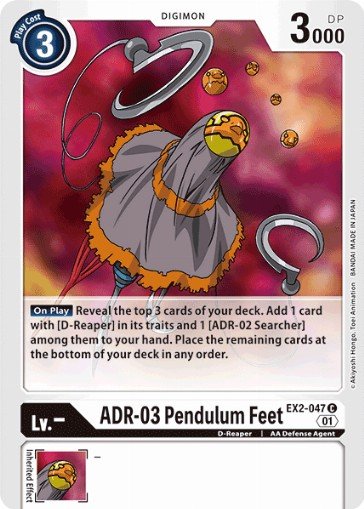 Play Cost
3
DIGIMON
3000
DP
© Akiyoshi Hongo, Toei Animation BANDAI MADE IN JAPAN
On Play Reveal the top 3 cards of your deck. Add 1 card
with [D-Reaper] in its traits and 1 [ADR-02 Searcher]
among them to your hand. Place the remaining cards at
the bottom of your deck in any order.
Lv.–
ADR-03 Pendulum Feet
EX2-047 C
01
D-Reaper | AA Defense Agent
Inherited Effect
–